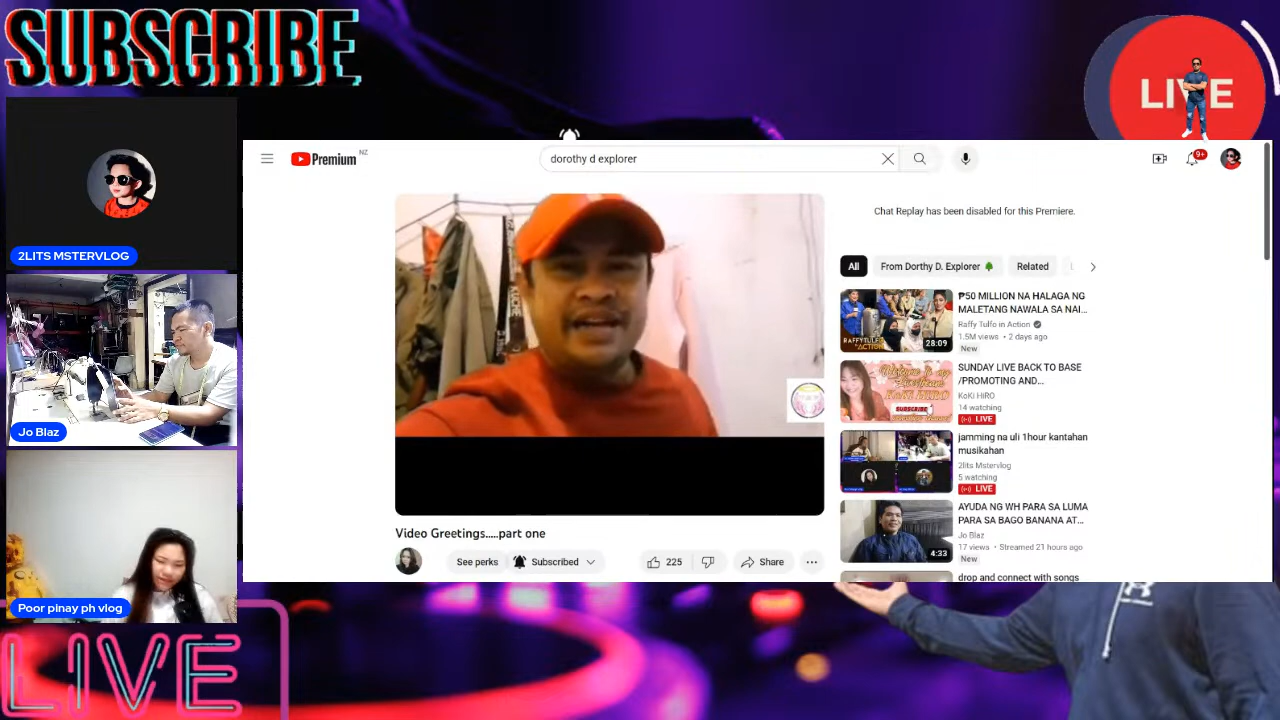 SUBSCRIBE
LIVE
2LITS MSTERVLOG
Jo Blaz
Poor pinay ph vlog
LIVE
Premium NZ
dorothy d explorer
9+
Chat Replay has been disabled for this Premiere.
All
From Dorthy D. Explorer
Related
Video Greetings.....part one
See perks
Subscribed
225
Share
₱50 MILLION NA HALAGA NG
MALETANG NAWALA SA NAI...
Raffy Tulfo in Action
1.5M views • 2 days ago
New
28:09
SUNDAY LIVE BACK TO BASE
/PROMOTING AND...
KoKi HiRO
14 watching
LIVE
SUBSCRIBE
jamming na uli 1hour kantahan
musikahan
2lits Mstervlog
5 watching
LIVE
AYUDA NG WH PARA SA LUMA
PARA SA BAGO BANANA AT...
Jo Blaz
17 views • Streamed 21 hours ago
New
4:33
drop and connect with songs